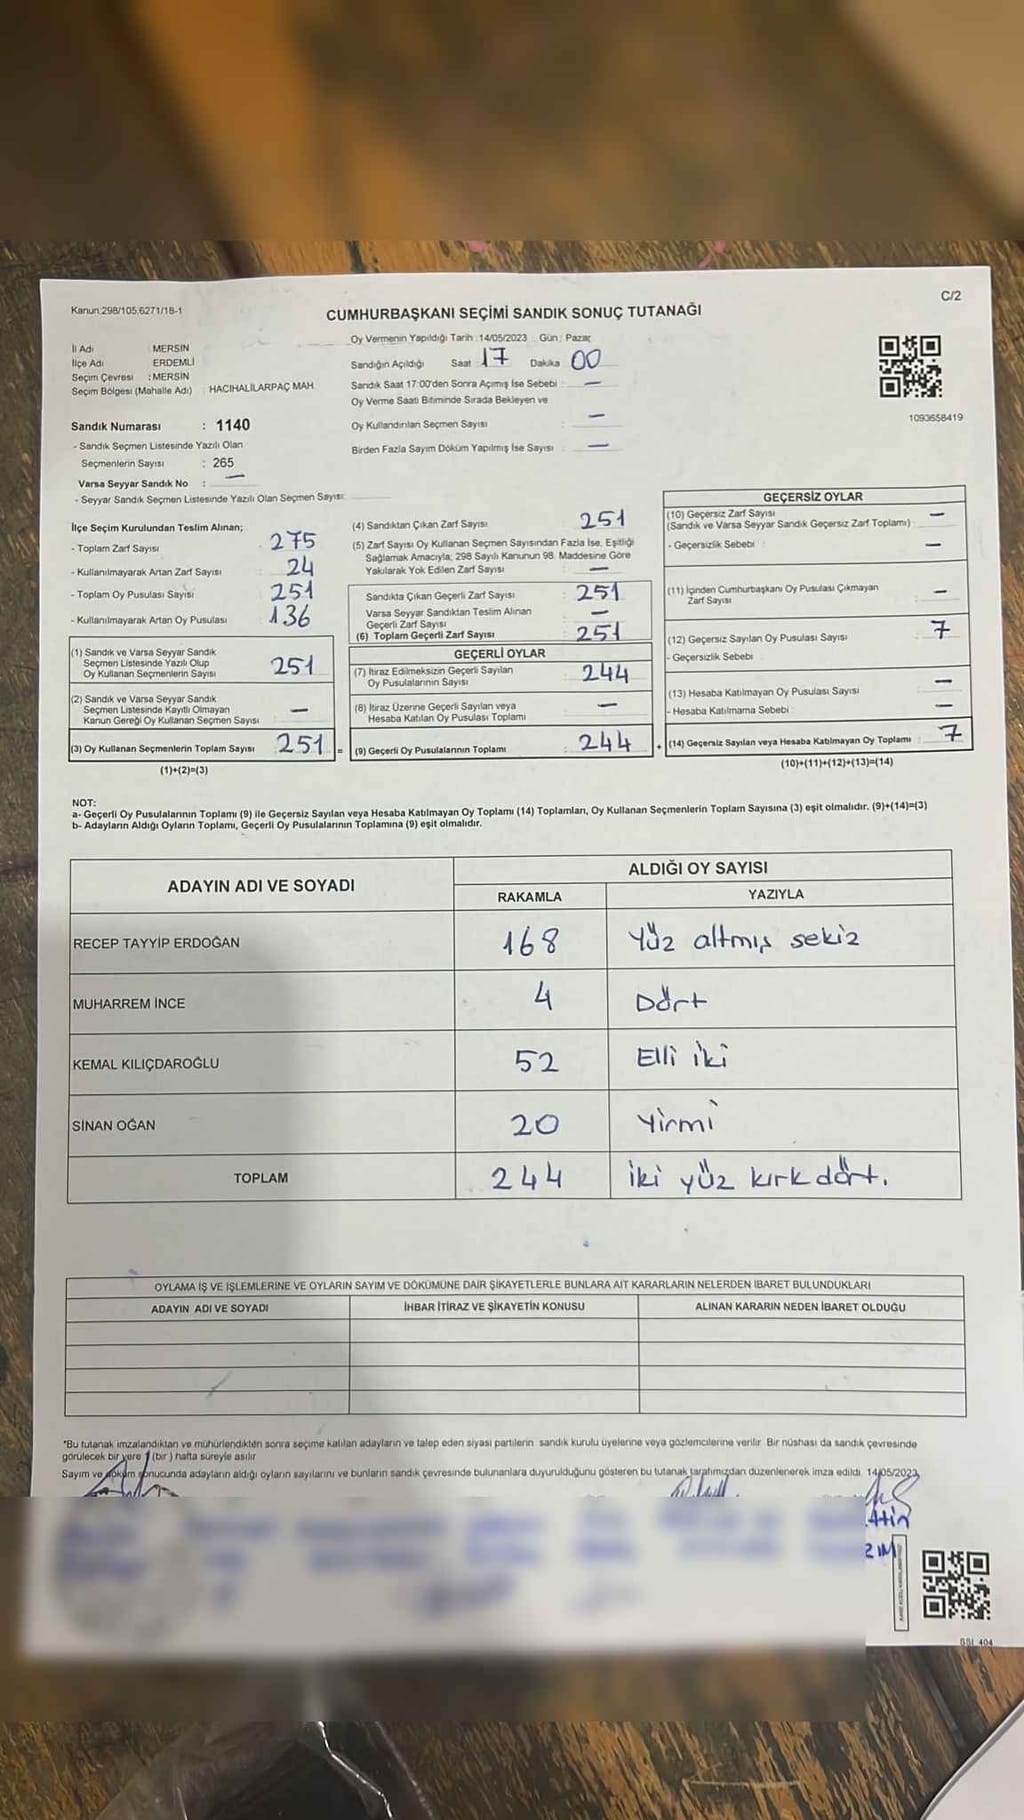 C/2
Kanun:298/105,6271/18-1
CUMHURBAŞKANI SEÇİMİ SANDIK SONUÇ TUTANAĞI
İl Adı : MERSİN
İlçe Adı : ERDEMLİ
Seçim Çevresi : MERSİN
Seçim Bölgesi (Mahalle Adı) : HACIHALİLARPAÇ MAH.
Oy Vermenin Yapıldığı Tarih : 14/05/2023 Gün : Pazar
Sandığın Açıldığı Saat 17 Dakika 00
Sandık Saat 17:00'den Sonra Açımış İse Sebebi : —
Oy Verme Saati Bitiminde Sırada Bekleyen ve
Oy Kullandırılan Seçmen Sayısı : —
Birden Fazla Sayım Döküm Yapılmış İse Sayısı : —
1093658419
Sandık Numarası : 1140
- Sandık Seçmen Listesinde Yazılı Olan
Seçmenlerin Sayısı : 265
Varsa Seyyar Sandık No : —
- Seyyar Sandık Seçmen Listesinde Yazılı Olan Seçmen Sayısı:
İlçe Seçim Kurulundan Teslim Alınan;
- Toplam Zarf Sayısı : 275
- Kullanılmayarak Artan Zarf Sayısı : 24
- Toplam Oy Pusulası Sayısı : 251
- Kullanılmayarak Artan Oy Pusulası : 136
(1) Sandık ve Varsa Seyyar Sandık
Seçmen Listesinde Yazılı Olup
Oy Kullanan Seçmenlerin Sayısı 251
(2) Sandık ve Varsa Seyyar Sandık
Seçmen Listesinde Kayıtlı Olmayan
Kanun Gereği Oy Kullanan Seçmen Sayısı —
(3) Oy Kullanan Seçmenlerin Toplam Sayısı 251 =
(1)+(2)=(3)
(4) Sandıktan Çıkan Zarf Sayısı : 251
(5) Zarf Sayısı Oy Kullanan Seçmen Sayısından Fazla İse, Eşitliği
Sağlamak Amacıyla; 298 Sayılı Kanunun 98. Maddesine Göre
Yakılarak Yok Edilen Zarf Sayısı : —
Sandıkta Çıkan Geçerli Zarf Sayısı : 251
Varsa Seyyar Sandıktan Teslim Alınan
Geçerli Zarf Sayısı : —
(6) Toplam Geçerli Zarf Sayısı : 251
GEÇERLİ OYLAR
(7) İtiraz Edilmeksizin Geçerli Sayılan
Oy Pusulalarının Sayısı : 244
(8) İtiraz Üzerine Geçerli Sayılan veya
Hesaba Katılan Oy Pusulası Toplamı : —
(9) Geçerli Oy Pusulalarının Toplamı : 244 +
GEÇERSİZ OYLAR
(10) Geçersiz Zarf Sayısı
(Sandık ve Varsa Seyyar Sandık Geçersiz Zarf Toplamı) : —
- Geçersizlik Sebebi : —
(11) İçinden Cumhurbaşkanı Oy Pusulası Çıkmayan
Zarf Sayısı : —
(12) Geçersiz Sayılan Oy Pusulası Sayısı : 7
- Geçersizlik Sebebi :
(13) Hesaba Katılmayan Oy Pusulası Sayısı : —
- Hesaba Katılmama Sebebi : —
(14) Geçersiz Sayılan veya Hesaba Katılmayan Oy Toplamı : 7
(10)+(11)+(12)+(13)=(14)
NOT:
a- Geçerli Oy Pusulalarının Toplamı (9) ile Geçersiz Sayılan veya Hesaba Katılmayan Oy Toplamı (14) Toplamları, Oy Kullanan Seçmenlerin Toplam Sayısına (3) eşit olmalıdır. (9)+(14)=(3)
b- Adayların Aldığı Oyların Toplamı, Geçerli Oy Pusulalarının Toplamına (9) eşit olmalıdır.
ADAYIN ADI VE SOYADI
ALDIĞI OY SAYISI
RAKAMLA YAZIYLA
RECEP TAYYİP ERDOĞAN 168 Yüz altmış sekiz
MUHARREM İNCE 4 Dört
KEMAL KILIÇDAROĞLU 52 Elli iki
SİNAN OĞAN 20 Yirmi
TOPLAM 244 iki yüz kırk dört.
OYLAMA İŞ VE İŞLEMLERİNE VE OYLARIN SAYIM VE DÖKÜMÜNE DAİR ŞİKAYETLERLE BUNLARA AİT KARARLARIN NELERDEN İBARET BULUNDUKLARI
ADAYIN ADI VE SOYADI İHBAR İTİRAZ VE ŞİKAYETİN KONUSU ALINAN KARARIN NEDEN İBARET OLDUĞU
*Bu tutanak imzalandıktan ve mühürlendikten sonra seçime katılan adayların ve talep eden siyasi partilerin sandık kurulu üyelerine veya gözlemcilerine verilir. Bir nüshası da sandık çevresinde
görülecek bir yere 1 (bir) hafta süreyle asılır
Sayım ve döküm sonucunda adayların aldığı oyların sayılarını ve bunların sandık çevresinde bulunanlara duyurulduğunu gösteren bu tutanak tarafımızdan düzenlenerek imza edildi. 14/05/2023
GBL 404